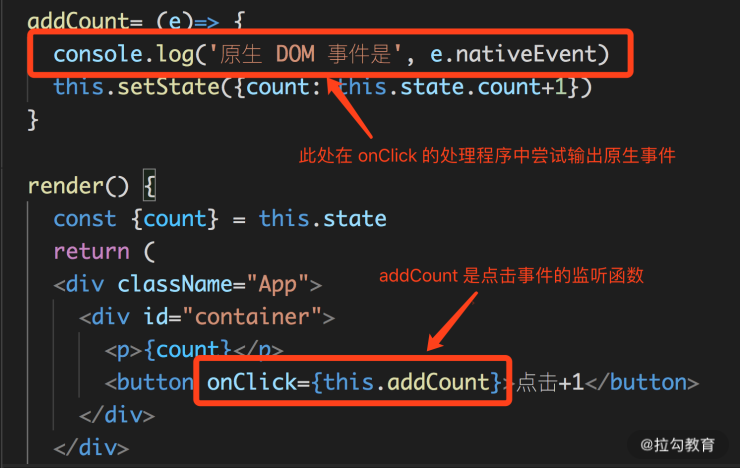 addCount= (e)=> {
console.log('原生 DOM 事件是', e.nativeEvent)
this.setState({count: this.state.count+1})
}
此处在 onClick 的处理程序中尝试输出原生事件
render() {
const {count} = this.state
return (
addCount 是点击事件的监听函数
<div className="App">
<div id="container">
<p>{count}</p>
<button onClick={this.addCount}>点击+1</button>
</div>
</div>
@拉勾教育